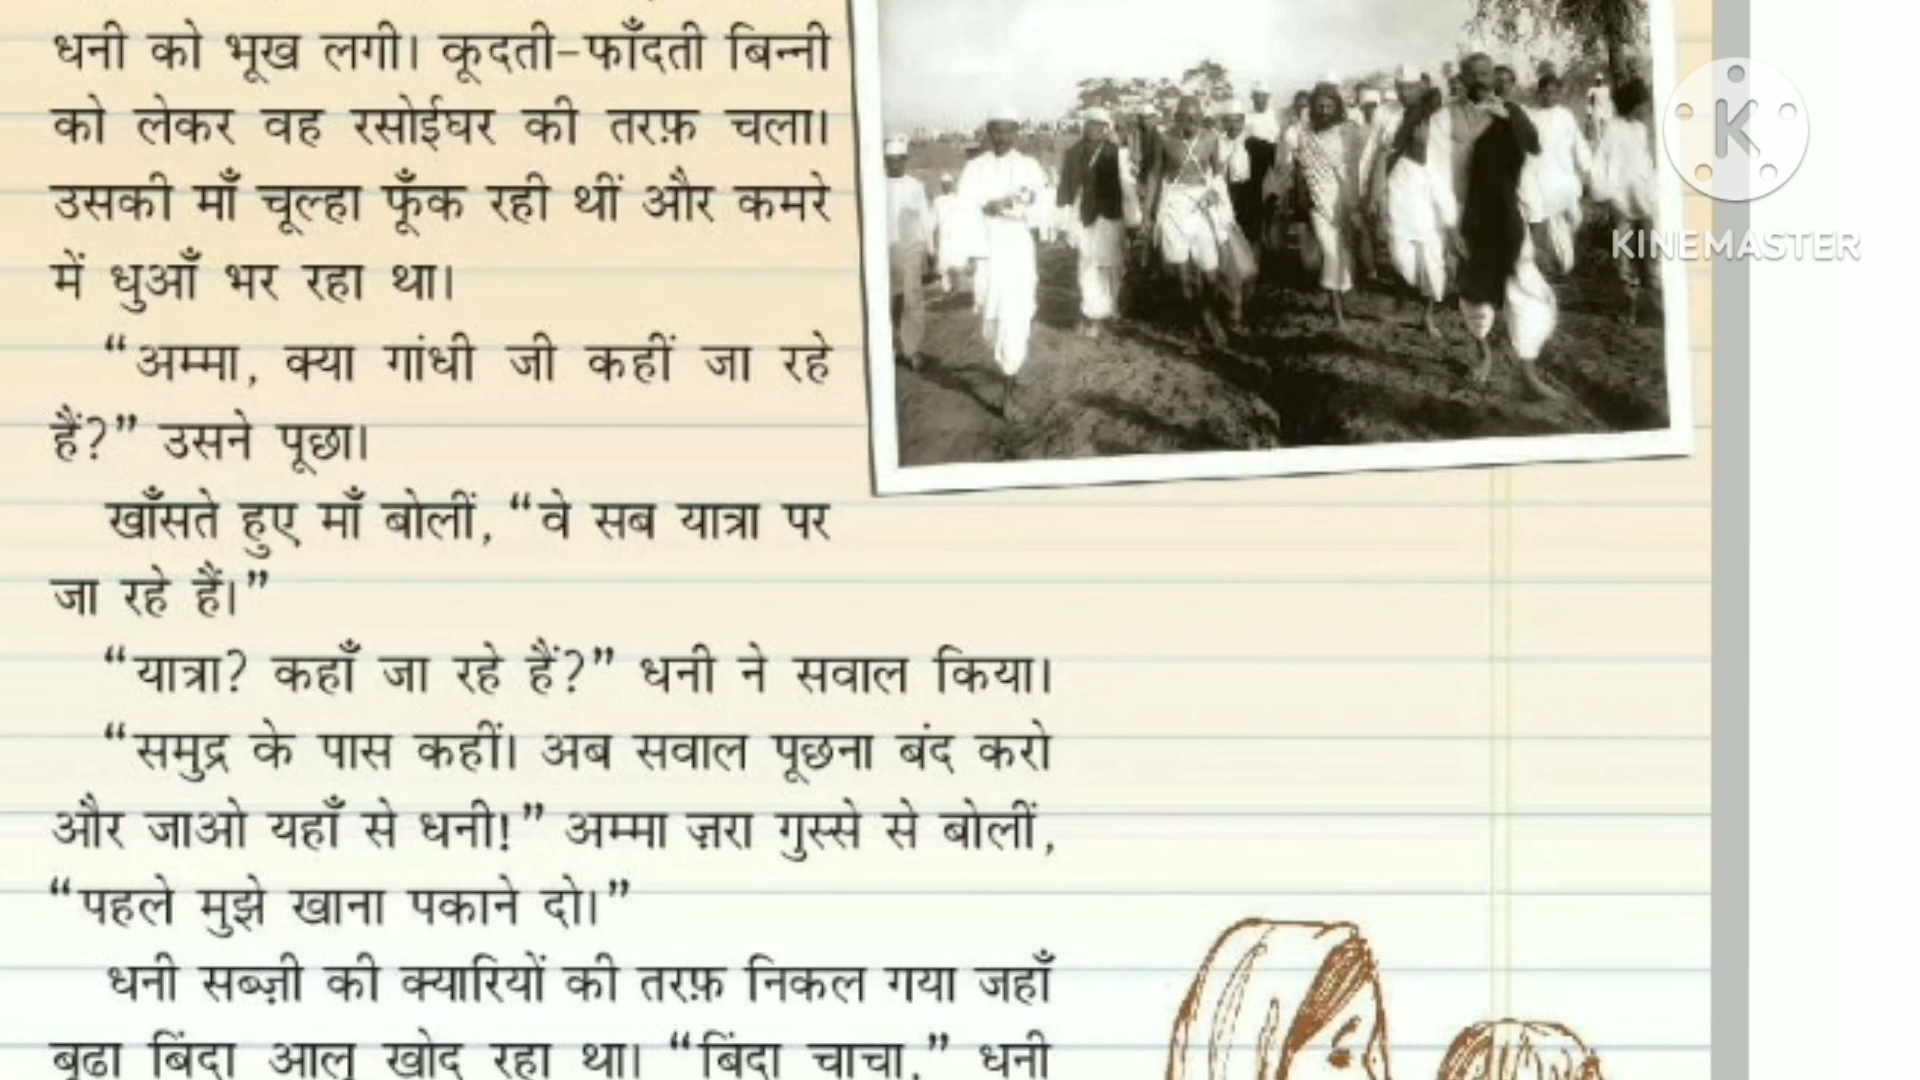 धनी को भूख लगी। कूदती-फाँदती बिन्नी
को लेकर वह रसोईघर की तरफ़ चला।
उसकी माँ चूल्हा फूँक रही थीं और कमरे
में धुआँ भर रहा था।
“अम्मा, क्या गांधी जी कहीं जा रहे
हैं?” उसने पूछा।
खाँसते हुए माँ बोलीं, “वे सब यात्रा पर
जा रहे हैं।”
“यात्रा? कहाँ जा रहे हैं?” धनी ने सवाल किया।
“समुद्र के पास कहीं। अब सवाल पूछना बंद करो
और जाओ यहाँ से धनी!” अम्मा ज़रा गुस्से से बोलीं,
“पहले मुझे खाना पकाने दो।”
धनी सब्ज़ी की क्यारियों की तरफ़ निकल गया जहाँ
बूढा बिंदा आलू खोद रहा था। “बिंदा चाचा,” धनी
K
KINEMASTER